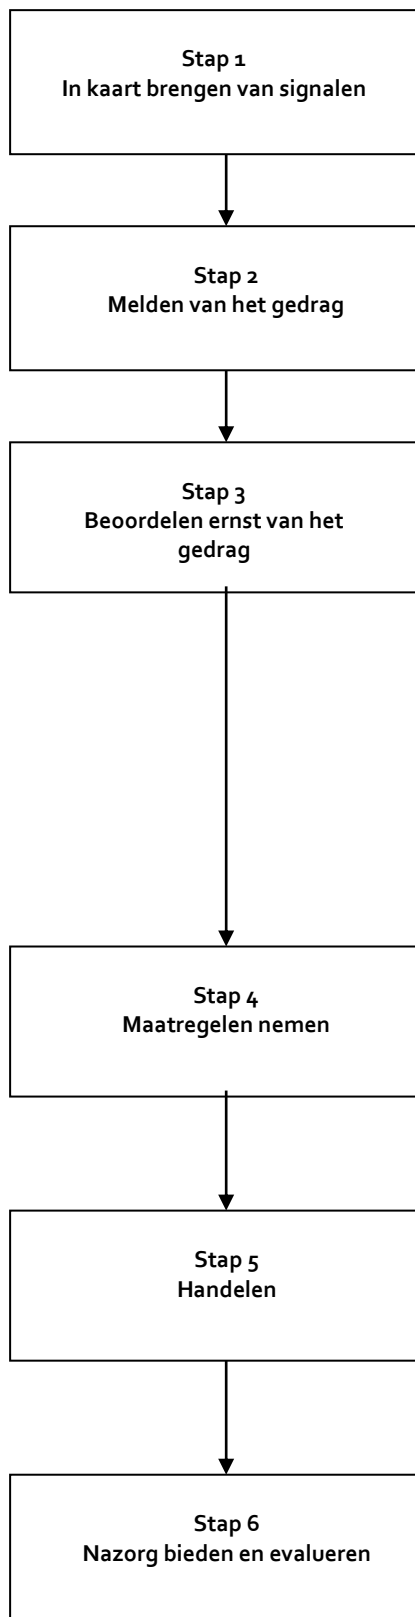 Stap 1
In kaart brengen van signalen
Stap 2
Melden van het gedrag
Stap 3
Beoordelen ernst van het
gedrag
Stap 4
Maatregelen nemen
Stap 5
Handelen
Stap 6
Nazorg bieden en evalueren